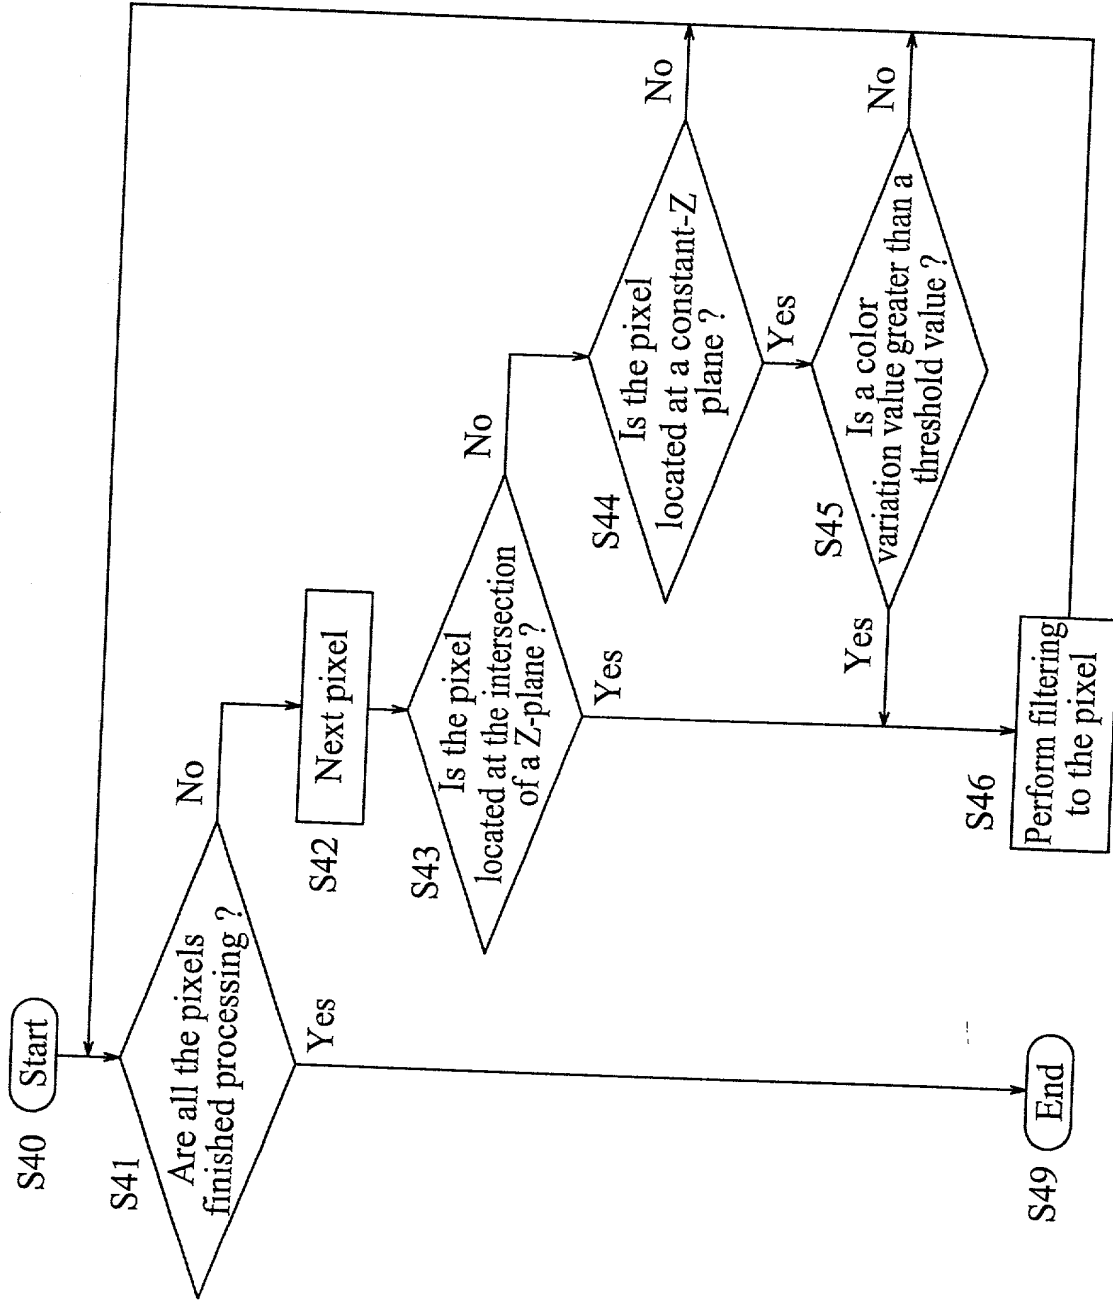 S40
Start
S41
Are all the pixels
finished processing ?
No
Yes
S42
Next pixel
S43
Is the pixel
located at the intersection
of a Z-plane ?
No
Yes
S44
Is the pixel
located at a constant-Z
plane ?
No
Yes
S45
Is a color
variation value greater than a
threshold value ?
No
Yes
S46
Perform filtering
to the pixel
S49
End